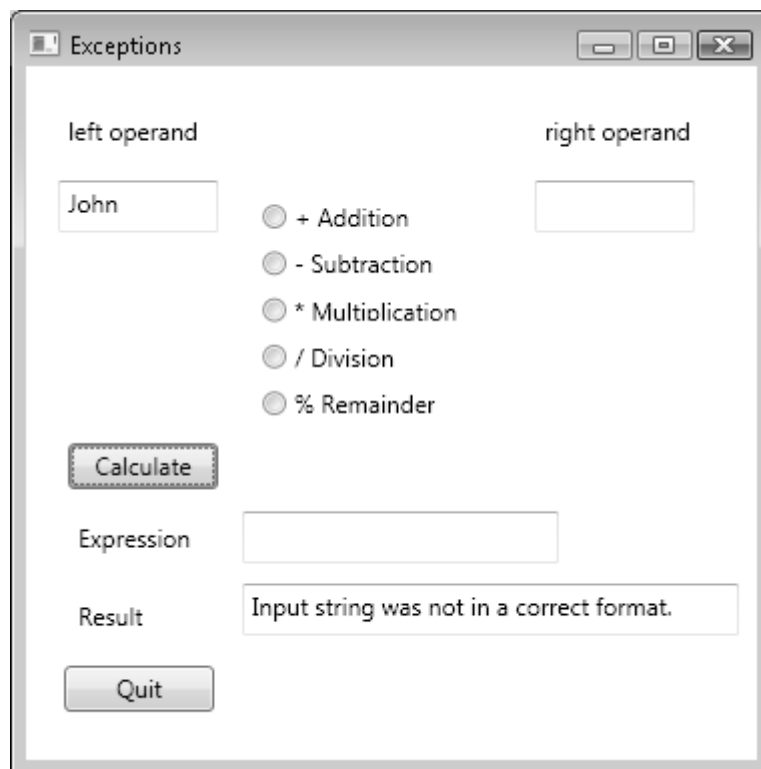 Exceptions
left operand
right operand
John
+ Addition
- Subtraction
* Multiplication
/ Division
% Remainder
Calculate
Expression
Result
Input string was not in a correct format.
Quit